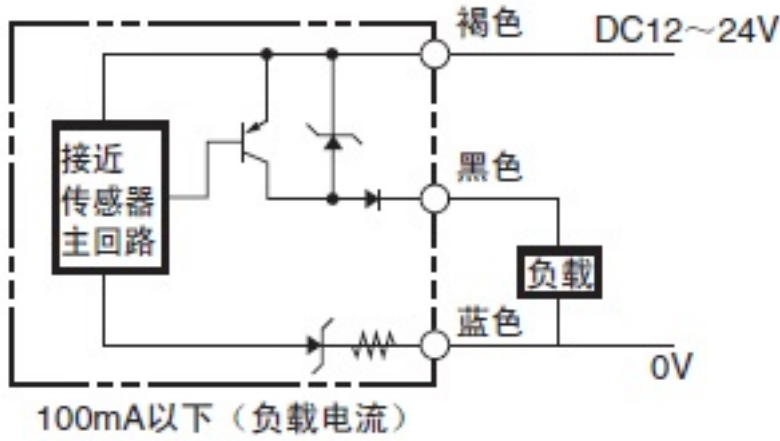 褐色
DC12～24V
接近
传感器
主回路
黑色
负载
蓝色
0V
100mA以下（负载电流）